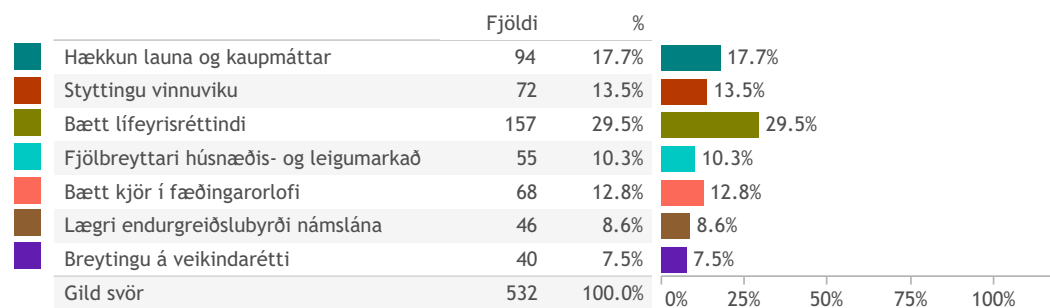 Fjöldi %
Hækkun launa og kaupmáttar 94 17.7% 17.7%
Styttingu vinnuviku 72 13.5% 13.5%
Bætt lífeyrisréttindi 157 29.5% 29.5%
Fjölbreyttari húsnæðis- og leigumarkað 55 10.3% 10.3%
Bætt kjör í fæðingarorlofi 68 12.8% 12.8%
Lægri endurgreiðslubyrði námslána 46 8.6% 8.6%
Breytingu á veikindarétti 40 7.5% 7.5%
Gild svör 532 100.0% 0% 25% 50% 75% 100%